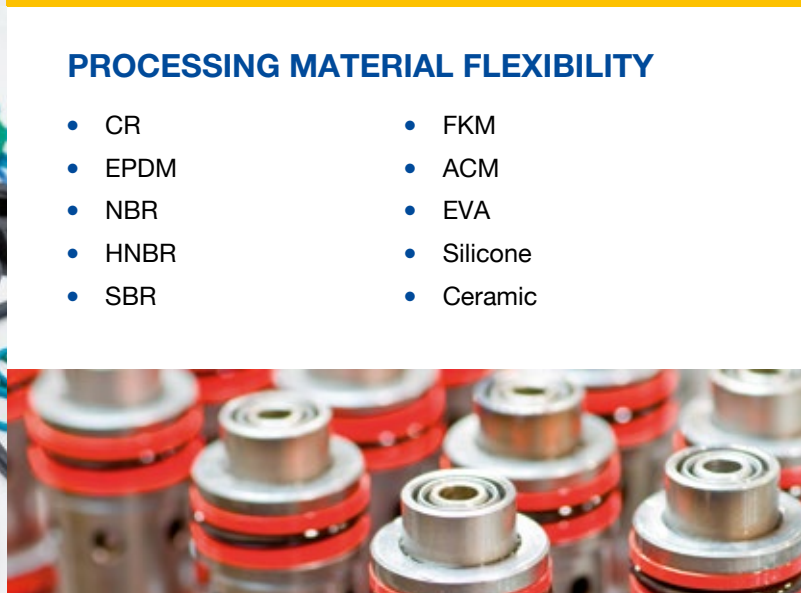 PROCESSING MATERIAL FLEXIBILITY
• CR
• EPDM
• NBR
• HNBR
• SBR
• FKM
• ACM
• EVA
• Silicone
• Ceramic